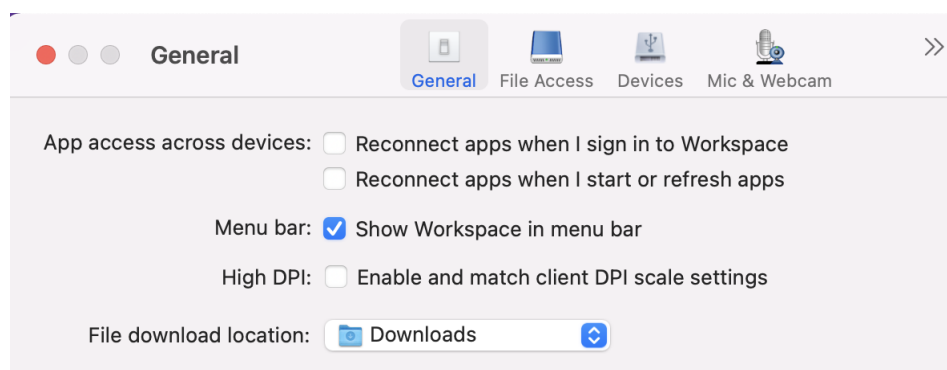 General
General File Access Devices Mic & Webcam
App access across devices: Reconnect apps when I sign in to Workspace
Reconnect apps when I start or refresh apps
Menu bar: Show Workspace in menu bar
High DPI: Enable and match client DPI scale settings
File download location: Downloads